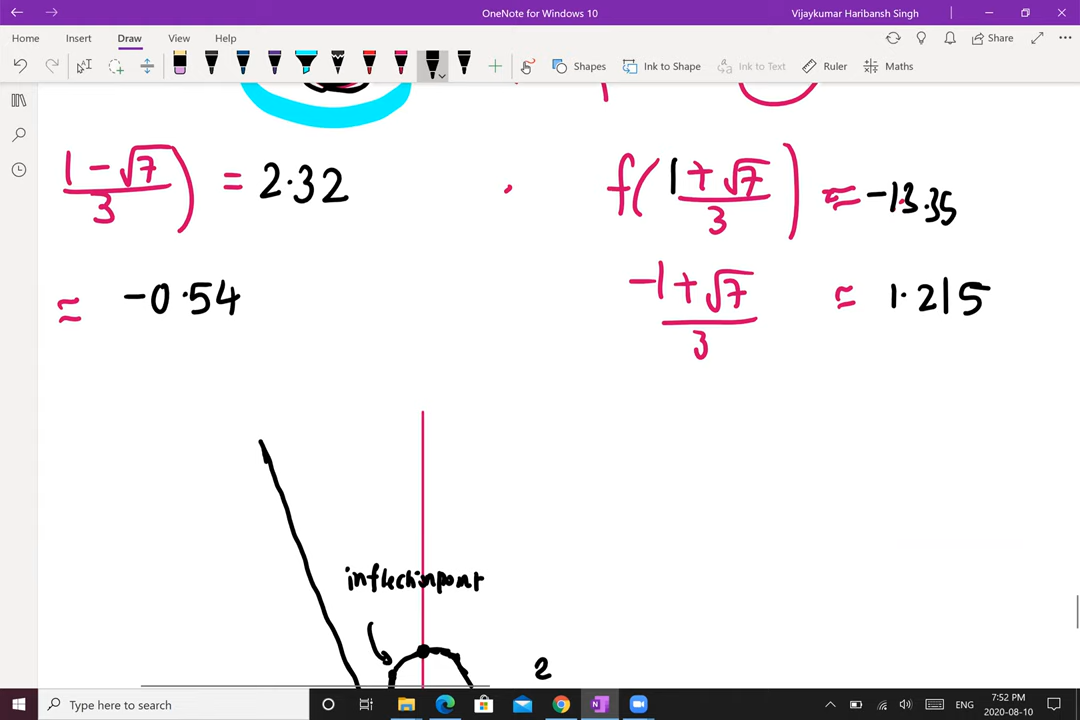 OneNote for Windows 10
Vijaykumar Haribansh Singh
Home Insert Draw View Help
Share
Shapes Ink to Shape Ink to Text Ruler Maths
1 - √7 / 3) = 2.32
f(1 + √7 / 3) ≈ -13.35
≈ -0.54
-1 + √7 / 3 ≈ 1.215
inflection point
2
Type here to search
ENG
7:52 PM
2020-08-10